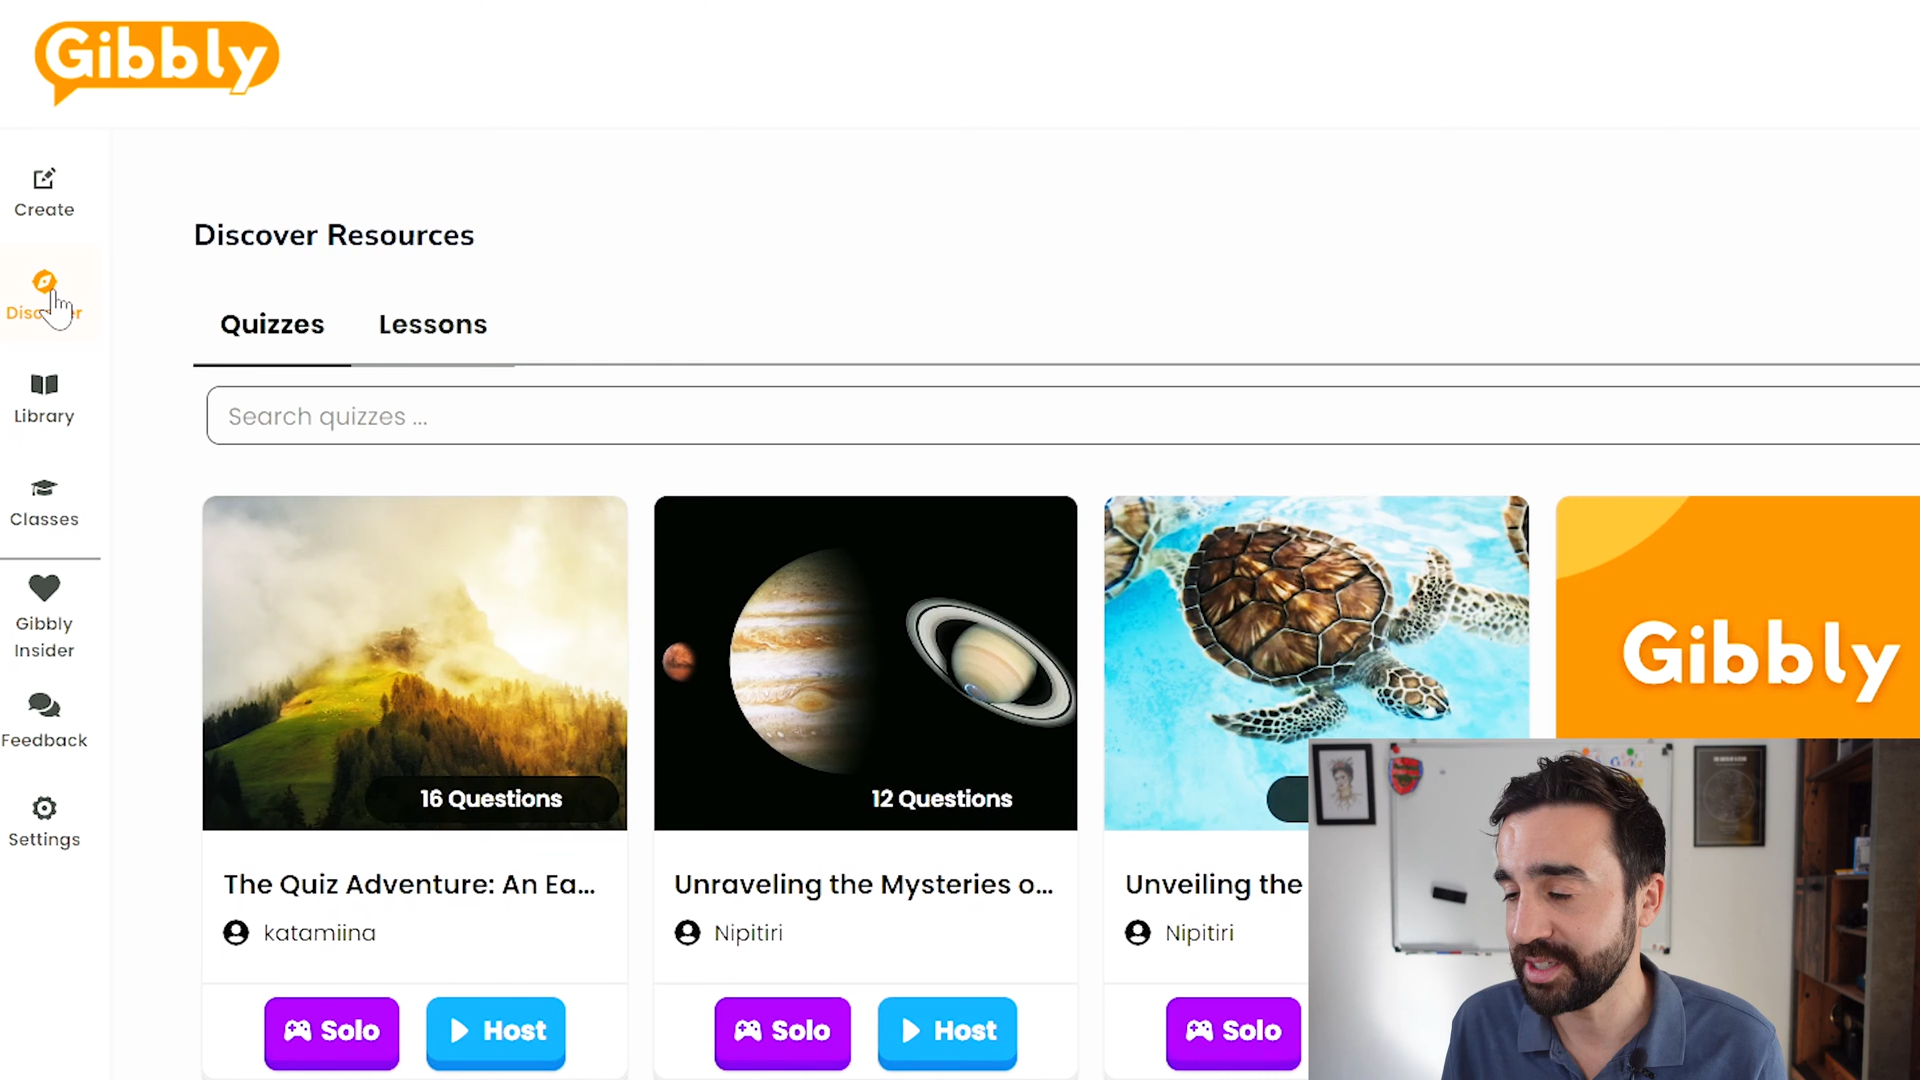 Gibbly
Create
Discover
Library
Classes
Gibbly
Insider
Feedback
Settings
Discover Resources
Quizzes Lessons
Search quizzes ...
16 Questions
12 Questions
Gibbly
The Quiz Adventure: An Ea...
Unraveling the Mysteries o...
Unveiling the
katamiina
Nipitiri
Nipitiri
Solo Host
Solo Host
Solo